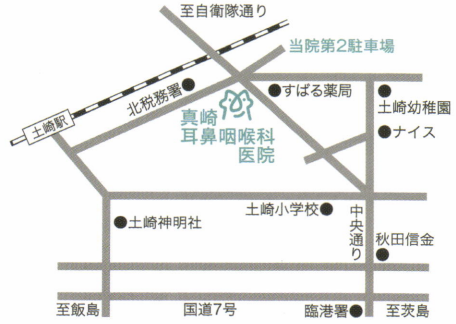 至自衛隊通り
当院第2駐車場
北税務署
すばる薬局
土崎幼稚園
ナイス
土崎駅
真崎
耳鼻咽喉科
医院
土崎小学校
中央通り
秋田信金
土崎神明社
至飯島
国道7号
臨港署
至茨島